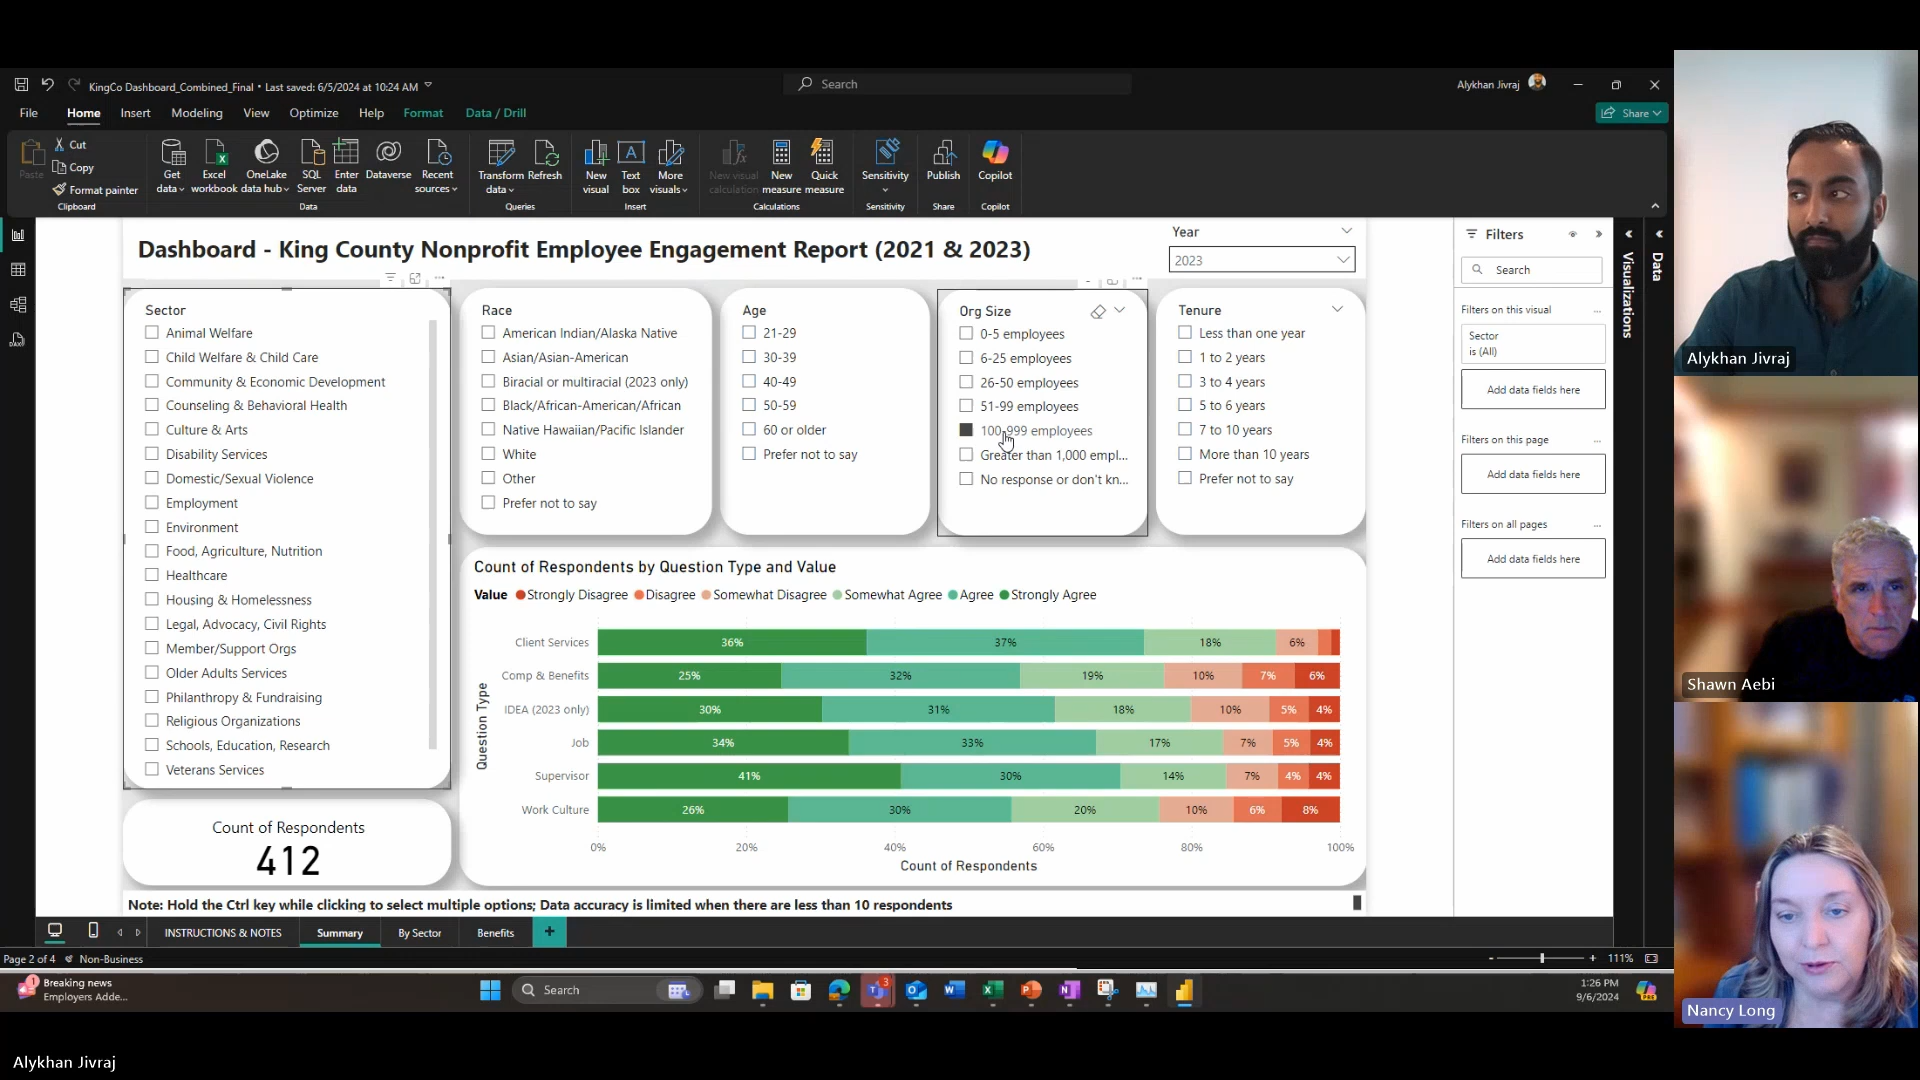 KingCo Dashboard_Combined_Final • Last saved: 6/5/2024 at 10:24 AM
Search
Alykhan Jivraj
File Home Insert Modeling View Optimize Help Format Data / Drill
Share
Paste
Cut
Copy
Format painter
Clipboard
Get data
Excel workbook
OneLake data hub
SQL Server
Enter data
Dataverse
Recent sources
Data
Transform data
Refresh
Queries
New visual
Text box
More visuals
Insert
New visual calculation
New measure
Quick measure
Calculations
Sensitivity
Sensitivity
Publish
Share
Copilot
Copilot
Dashboard - King County Nonprofit Employee Engagement Report (2021 & 2023)
Year
2023
Sector
Animal Welfare
Child Welfare & Child Care
Community & Economic Development
Counseling & Behavioral Health
Culture & Arts
Disability Services
Domestic/Sexual Violence
Employment
Environment
Food, Agriculture, Nutrition
Healthcare
Housing & Homelessness
Legal, Advocacy, Civil Rights
Member/Support Orgs
Older Adults Services
Philanthropy & Fundraising
Religious Organizations
Schools, Education, Research
Veterans Services
Race
American Indian/Alaska Native
Asian/Asian-American
Biracial or multiracial (2023 only)
Black/African-American/African
Native Hawaiian/Pacific Islander
White
Other
Prefer not to say
Age
21-29
30-39
40-49
50-59
60 or older
Prefer not to say
Org Size
0-5 employees
6-25 employees
26-50 employees
51-99 employees
100-999 employees
Greater than 1,000 empl...
No response or don't kn...
Tenure
Less than one year
1 to 2 years
3 to 4 years
5 to 6 years
7 to 10 years
More than 10 years
Prefer not to say
Count of Respondents
412
Count of Respondents by Question Type and Value
Value Strongly Disagree Disagree Somewhat Disagree Somewhat Agree Agree Strongly Agree
Question Type
Client Services 36% 37% 18% 6%
Comp & Benefits 25% 32% 19% 10% 7% 6%
IDEA (2023 only) 30% 31% 18% 10% 5% 4%
Job 34% 33% 17% 7% 5% 4%
Supervisor 41% 30% 14% 7% 4% 4%
Work Culture 26% 30% 20% 10% 6% 8%
0% 20% 40% 60% 80% 100%
Count of Respondents
Note: Hold the Ctrl key while clicking to select multiple options; Data accuracy is limited when there are less than 10 respondents
Filters
Search
Filters on this visual ...
Sector
is (All)
Add data fields here
Filters on this page ...
Add data fields here
Filters on all pages ...
Add data fields here
Visualizations
Data
INSTRUCTIONS & NOTES Summary By Sector Benefits +
Page 2 of 4 Non-Business
- + 111%
1
Breaking news
Employers Adde...
Search
3
1:26 PM
9/6/2024
PRE
Alykhan Jivraj
Shawn Aebi
Nancy Long
Alykhan Jivraj